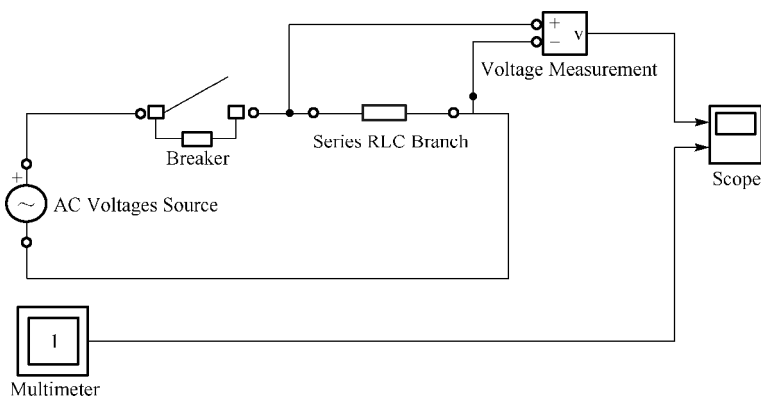 +
−
v
Voltage Measurement
Breaker
Series RLC Branch
Scope
+
AC Voltages Source
1
Multimeter